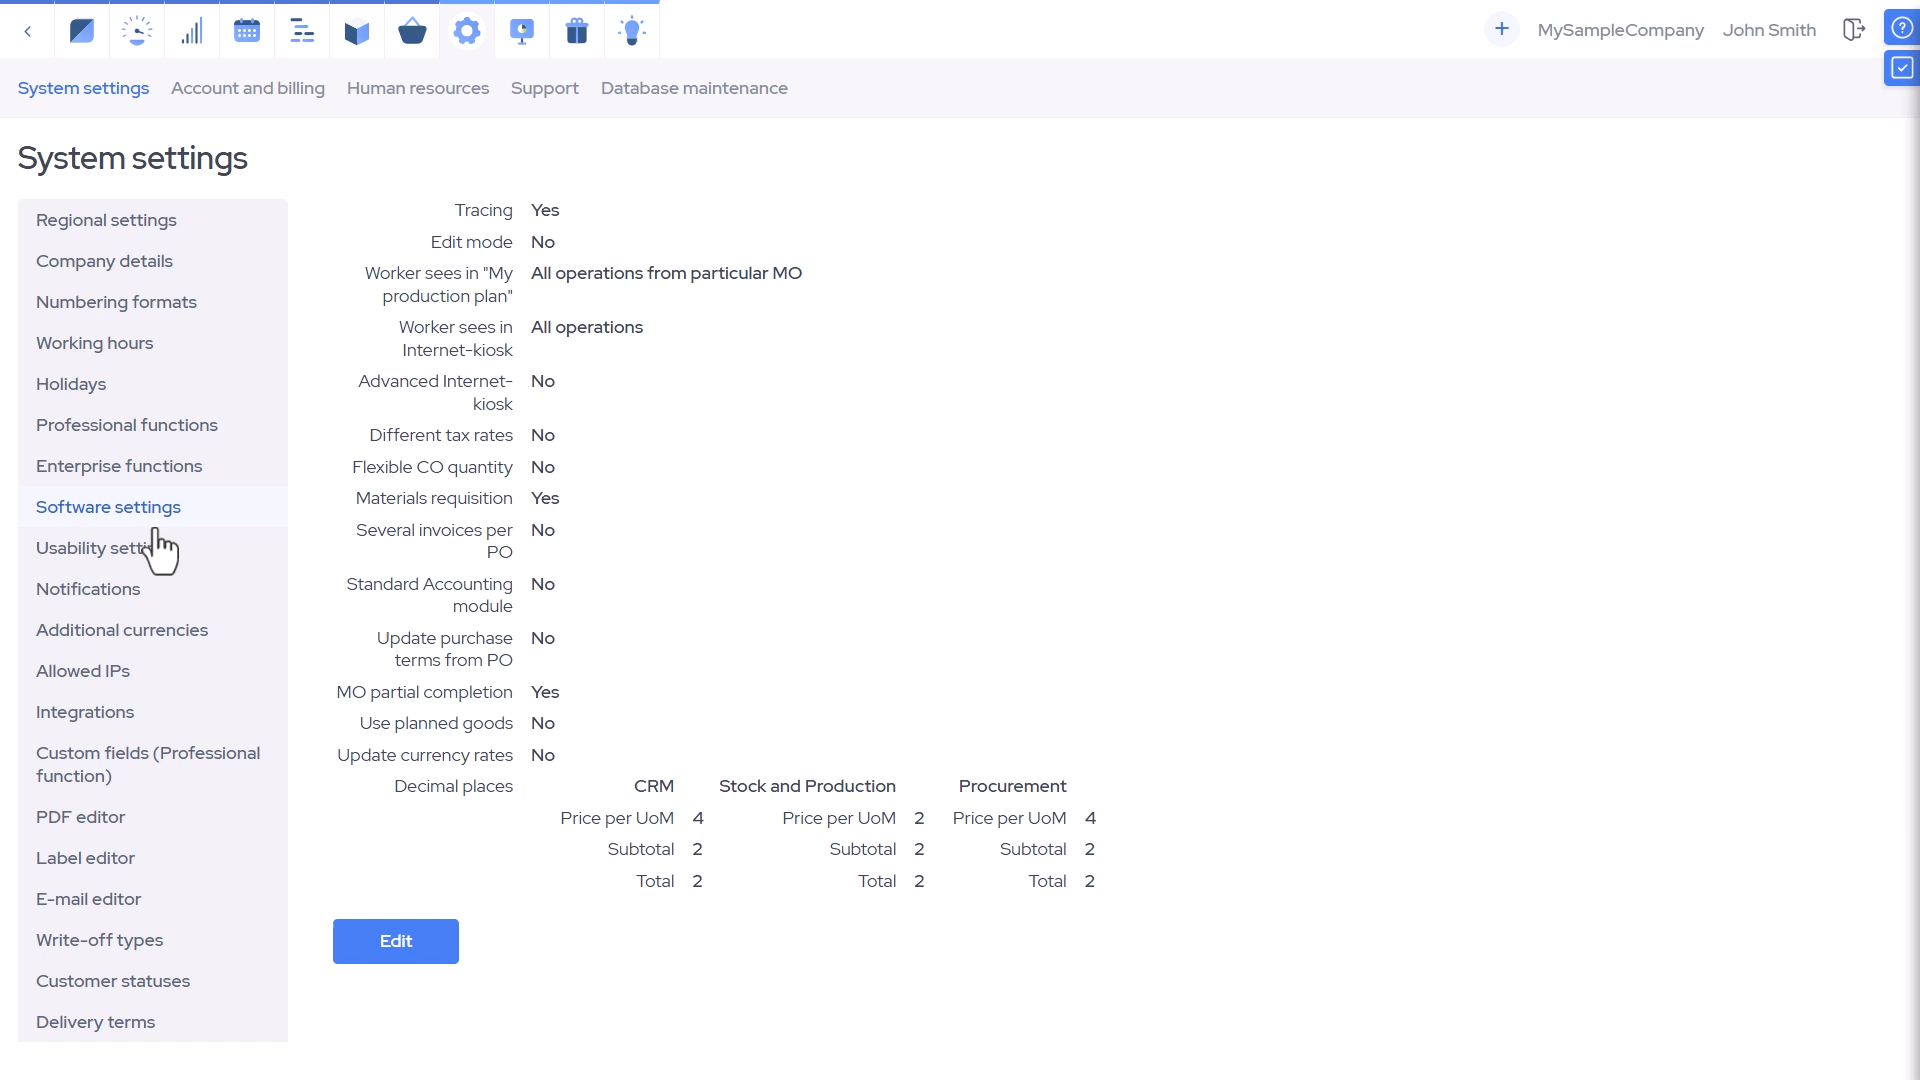 MySampleCompany John Smith
System settings Account and billing Human resources Support Database maintenance
System settings
Regional settings
Company details
Numbering formats
Working hours
Holidays
Professional functions
Enterprise functions
Software settings
Usability
Notifications
Additional currencies
Allowed IPs
Integrations
Custom fields (Professional
function)
PDF editor
Label editor
E-mail editor
Write-off types
Customer statuses
Delivery terms
Tracing Yes
Edit mode No
Worker sees in "My All operations from particular MO
production plan"
Worker sees in All operations
Internet-kiosk
Advanced Internet- No
kiosk
Different tax rates No
Flexible CO quantity No
Materials requisition Yes
Several invoices per No
PO
Standard Accounting No
module
Update purchase No
terms from PO
MO partial completion Yes
Use planned goods No
Update currency rates No
Decimal places CRM Stock and Production Procurement
Price per UoM 4 Price per UoM 2 Price per UoM 4
Subtotal 2 Subtotal 2 Subtotal 2
Total 2 Total 2 Total 2
Edit